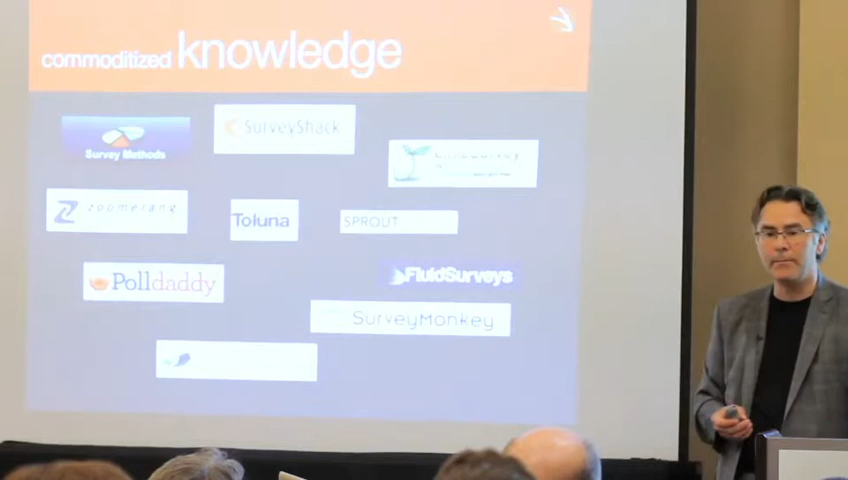 commoditized knowledge
SurveyShack
Survey Methods
zoomerang
Toluna
SPROUT
Polldaddy
FluidSurveys
SurveyMonkey